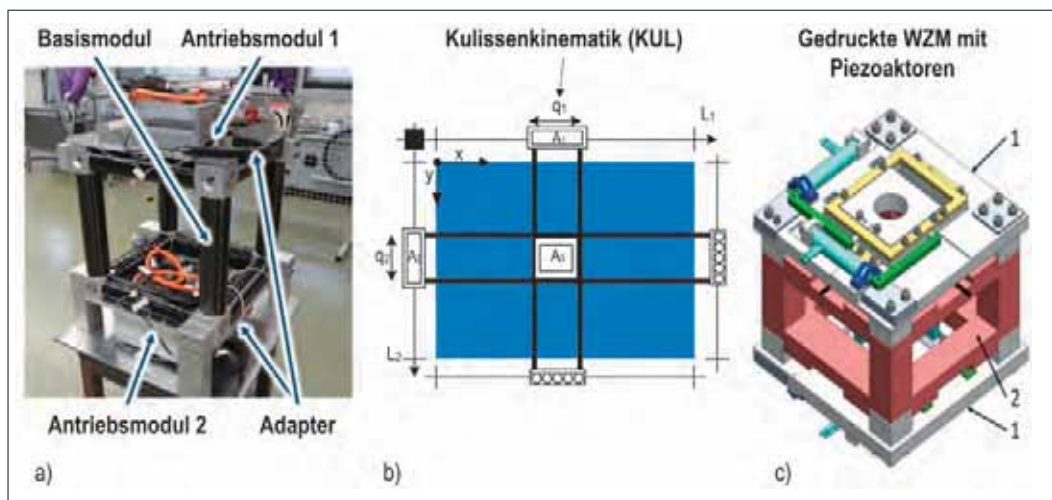 Basismodul Antriebsmodul 1
Antriebsmodul 2 Adapter
a)
Kulissenkinematik (KUL)
q₁
L₁
A₁
x
y
q₂
A₂
A₀
L₂
b)
Gedruckte WZM mit
Piezoaktoren
1
2
1
c)